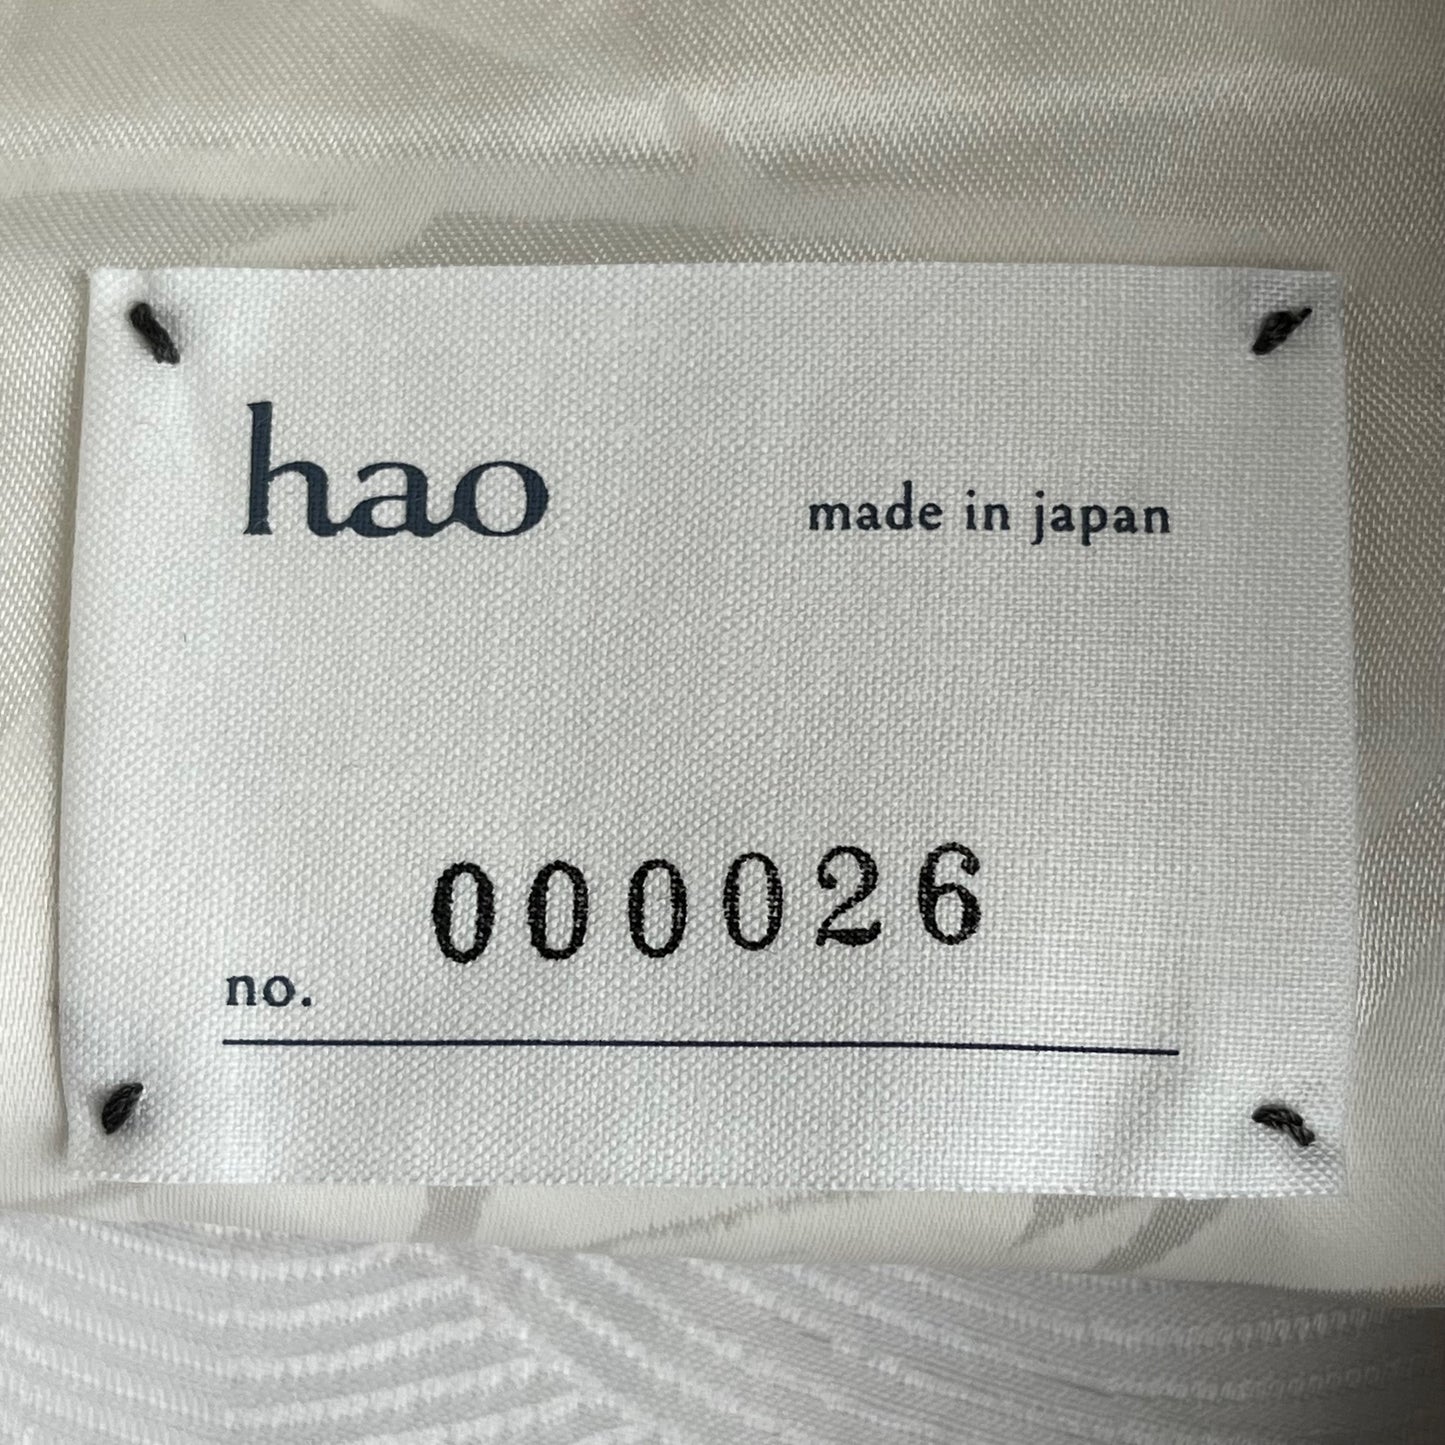 hao
made in japan
000026
no.